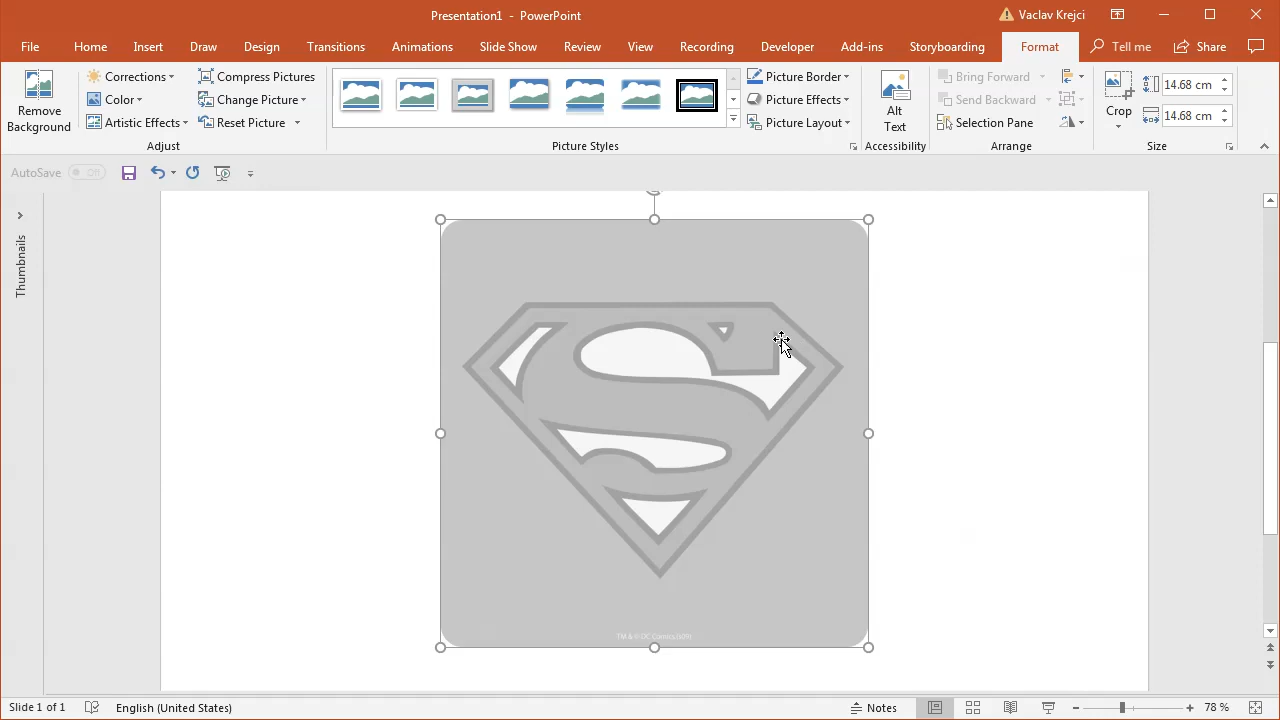 Presentation1 - PowerPoint
Vaclav Krejci
File Home Insert Draw Design Transitions Animations Slide Show Review View Recording Developer Add-ins Storyboarding Format Tell me Share
Remove Background
Corrections
Color
Artistic Effects
Compress Pictures
Change Picture
Reset Picture
Adjust
Picture Styles
Picture Border
Picture Effects
Picture Layout
Alt Text
Accessibility
Bring Forward
Send Backward
Selection Pane
Arrange
Crop
14.68 cm
14.68 cm
Size
AutoSave Off
Thumbnails
S
TM & © DC Comics
Slide 1 of 1
English (United States)
Notes
78 %